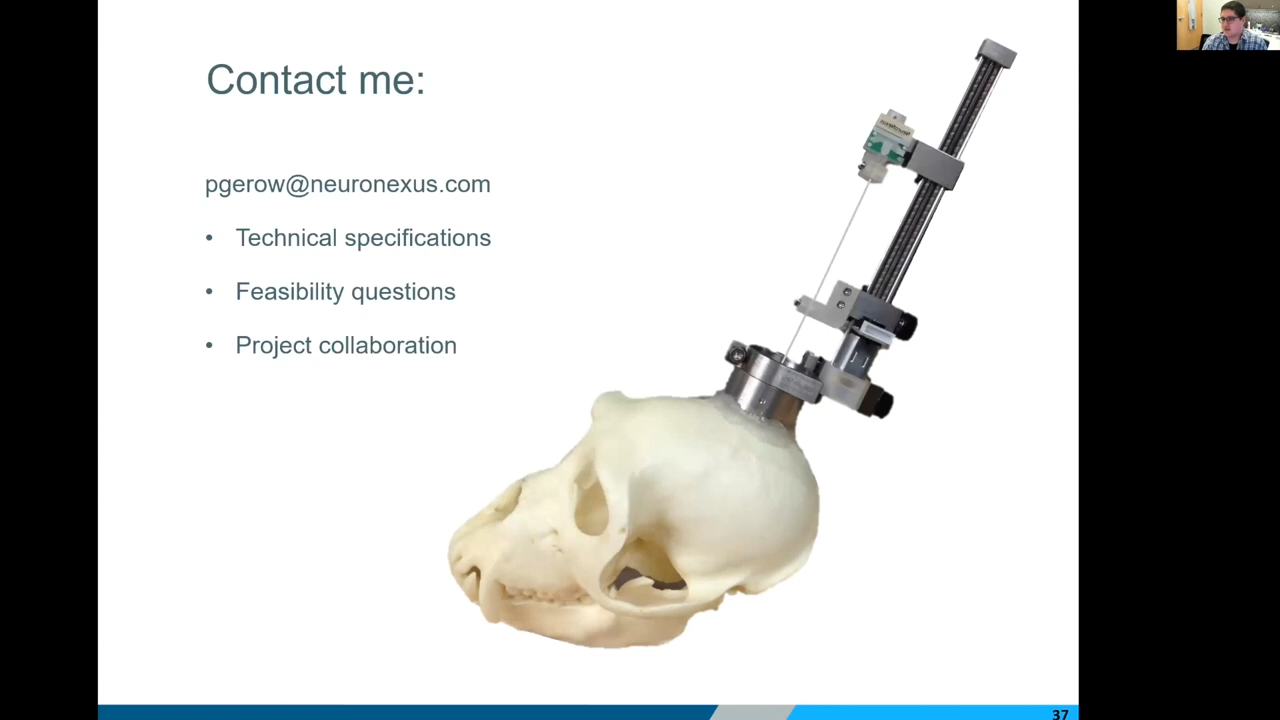 Contact me:
pgerow@neuronexus.com
• Technical specifications
• Feasibility questions
• Project collaboration
37